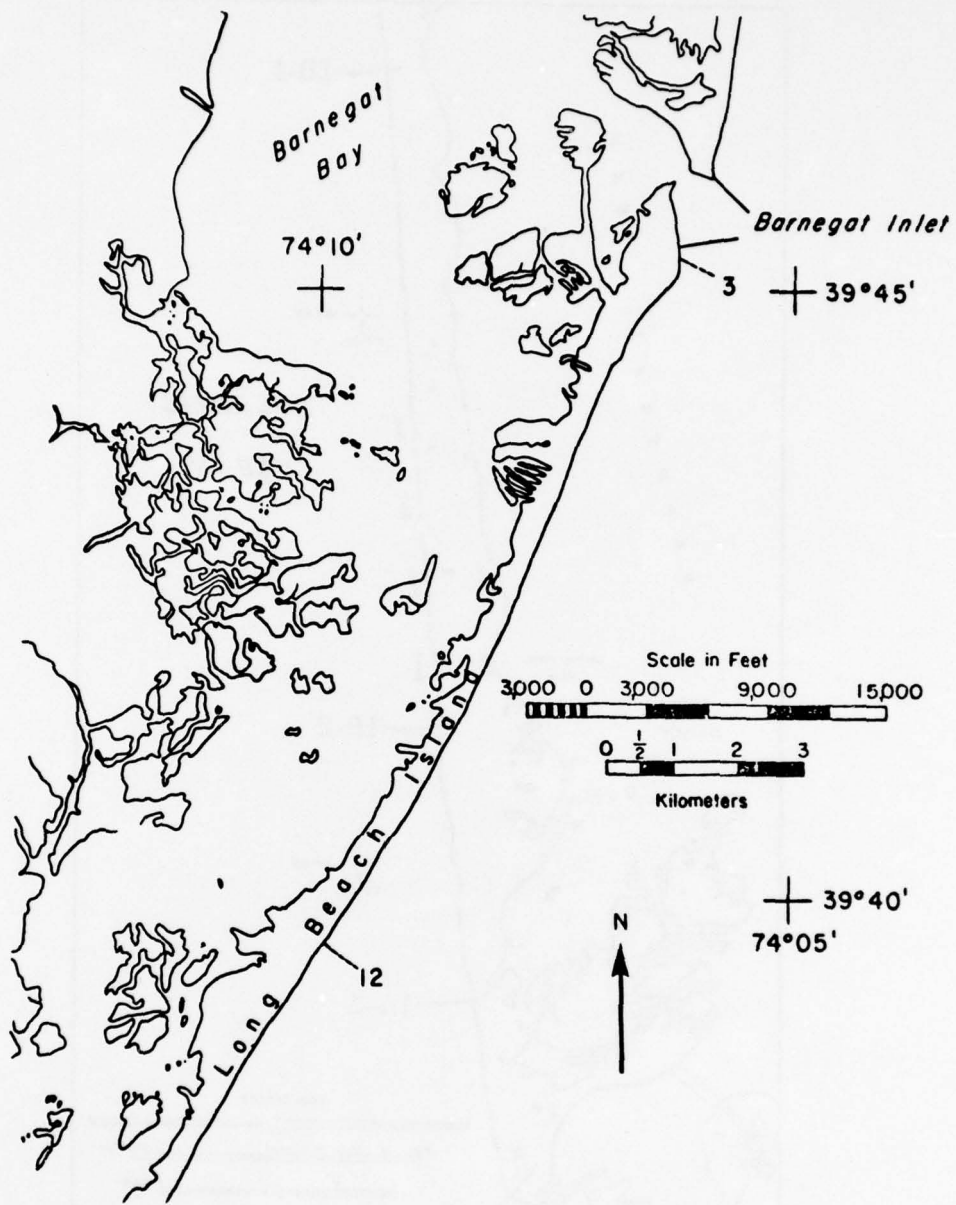 Barnegat
Bay
74°10'
Barnegat Inlet
3
39°45'
Scale in Feet
3,000 0 3,000 9,000 15,000
0 ½ 1 2 3
Kilometers
39°40'
74°05'
N
12
Long Beach Island